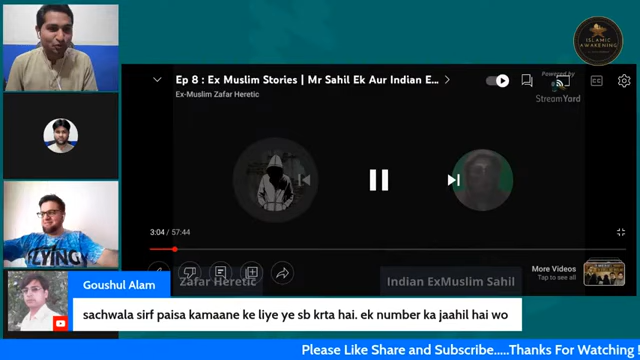 ISLAMIC
AWAKENING
Ep 8 : Ex Muslim Stories | Mr Sahil Ek Aur Indian E...
Ex-Muslim Zafar Heretic
Powered by
StreamYard
CC
3:04 / 57:44
More Videos
Tap to see all
Zafar Heretic
Indian ExMuslim Sahil
FLYING
Goushul Alam
sachwala sirf paisa kamaane ke liye ye sb krta hai. ek number ka jaahil hai wo
Please Like Share and Subscribe.....Thanks For Watching !